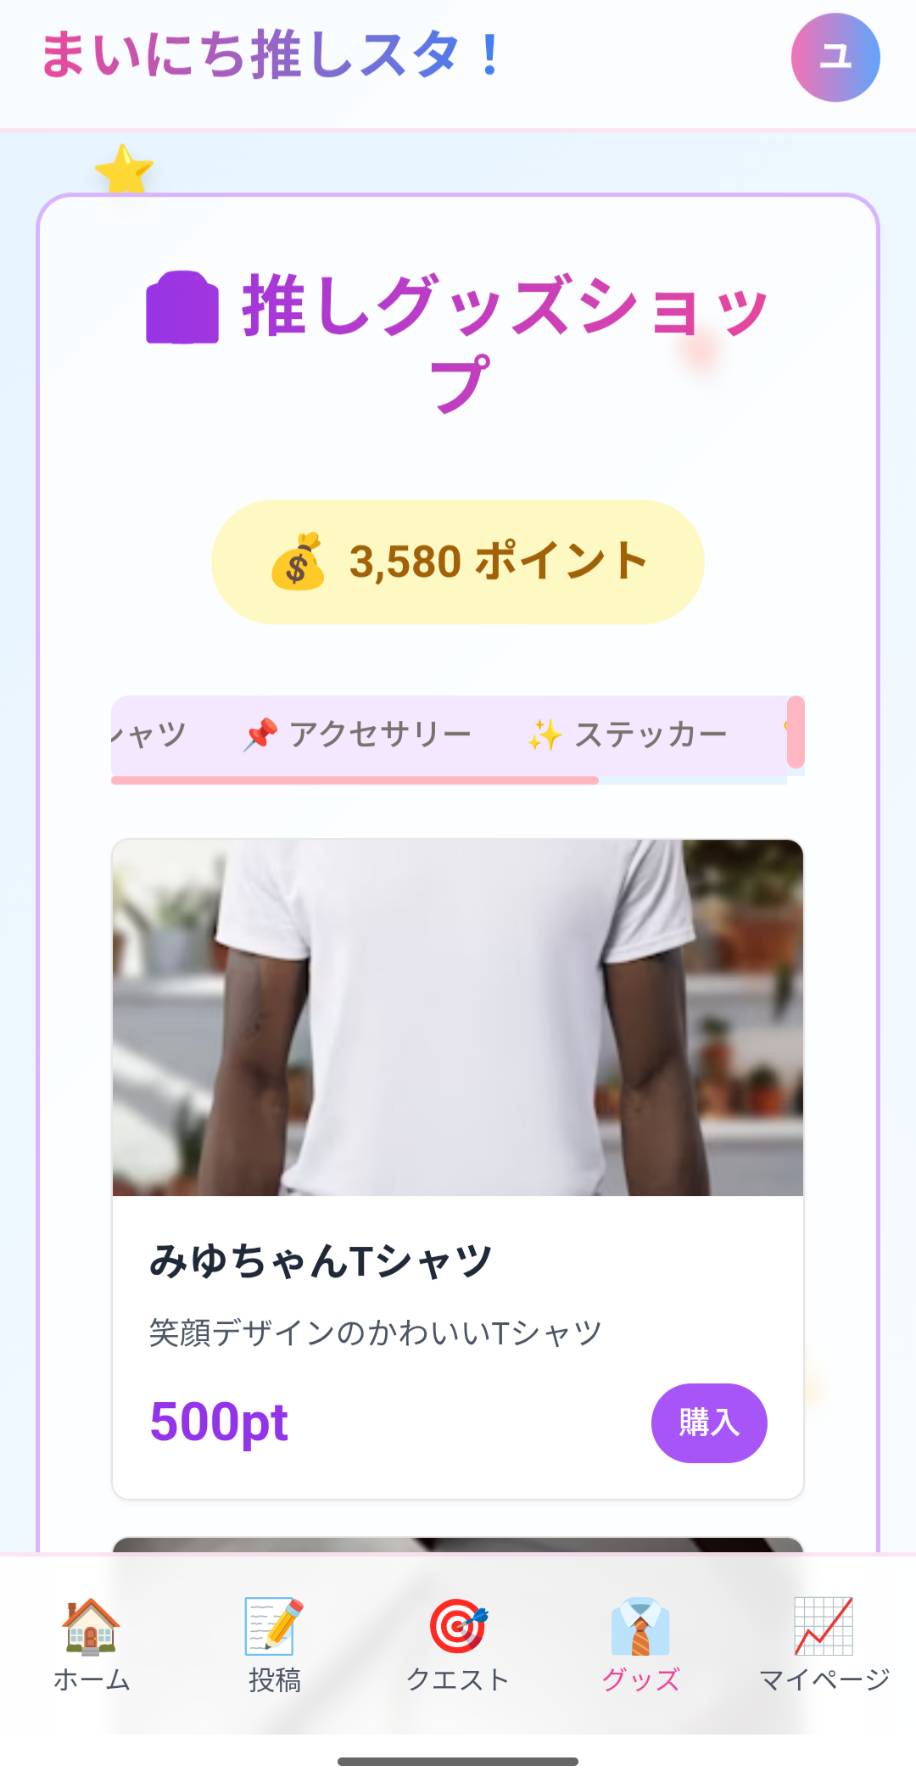 まいにち推しスタ！
ユ
推しグッズショッ
プ
3,580 ポイント
シャツ アクセサリー ステッカー
みゆちゃんTシャツ
笑顔デザインのかわいいTシャツ
500pt 購入
ホーム 投稿 クエスト グッズ マイページ